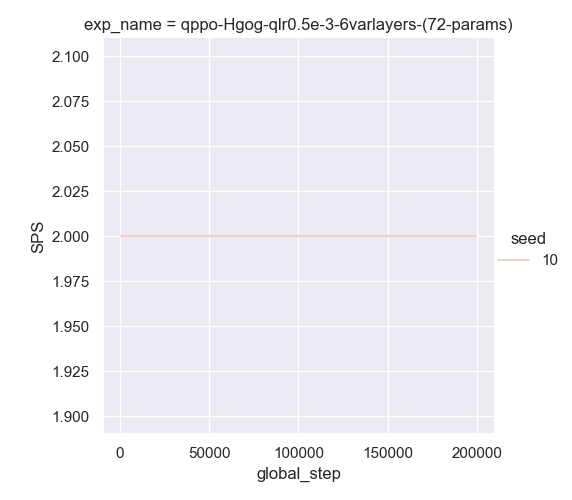 exp_name = qppo-Hgog-qlr0.5e-3-6varlayers-(72-params)
2.100
2.075
2.050
2.025
2.000
1.975
1.950
1.925
1.900
SPS
0 50000 100000 150000 200000
global_step
seed
10